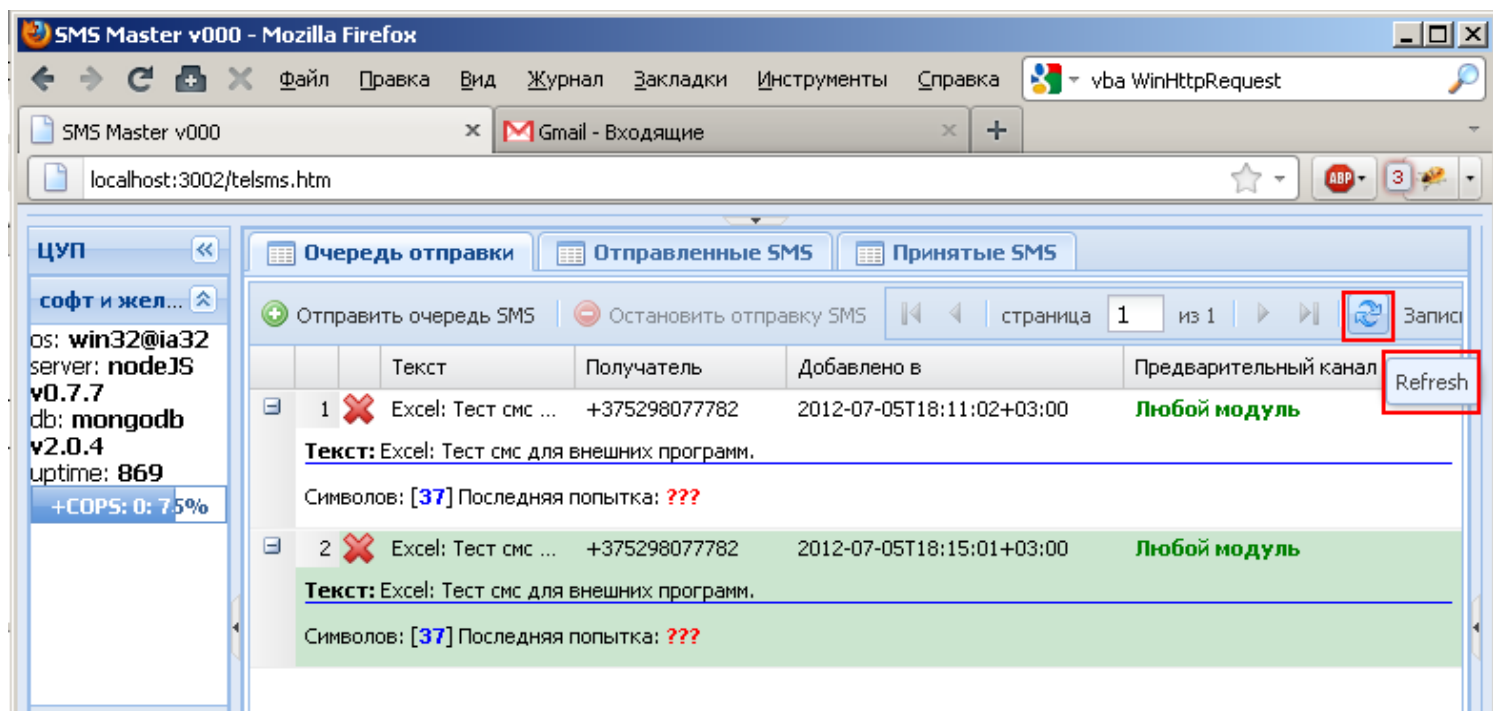 SMS Master v000 - Mozilla Firefox
Файл Правка Вид Журнал Закладки Инструменты Справка vba WinHttpRequest
SMS Master v000 Gmail - Входящие
localhost:3002/telsms.htm ABP 3
ЦУП Очередь отправки Отправленные SMS Принятые SMS
софт и жел... Отправить очередь SMS Остановить отправку SMS страница 1 из 1
os: win32@ia32
server: nodeJS
v0.7.7
db: mongodb
v2.0.4
uptime: 869
+COPS: 0: 75%
Текст Получатель Добавлено в Предварительный канал
Refresh
1 Excel: Тест смс ... +375298077782 2012-07-05T18:11:02+03:00 Любой модуль
Текст: Excel: Тест смс для внешних программ.
Символов: [37] Последняя попытка: ???
2 Excel: Тест смс ... +375298077782 2012-07-05T18:15:01+03:00 Любой модуль
Текст: Excel: Тест смс для внешних программ.
Символов: [37] Последняя попытка: ???